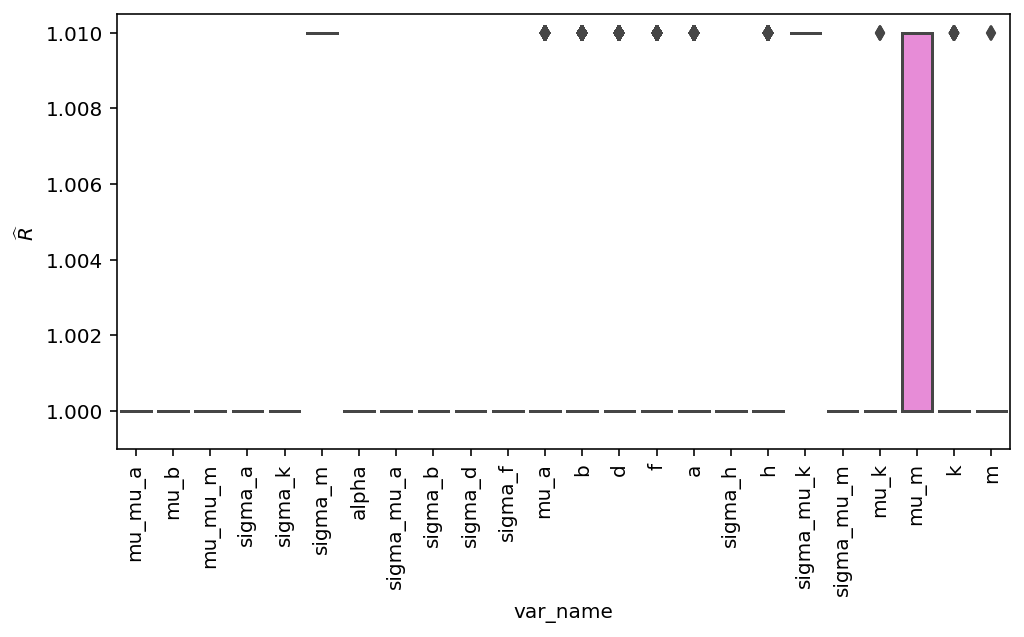 1.010
1.008
1.006
1.004
1.002
1.000
R̂
mu_mu_a
mu_b
mu_mu_m
sigma_a
sigma_k
sigma_m
alpha
sigma_mu_a
sigma_b
sigma_d
sigma_f
mu_a
b
d
f
a
sigma_h
h
sigma_mu_k
sigma_mu_m
mu_k
mu_m
k
m
var_name